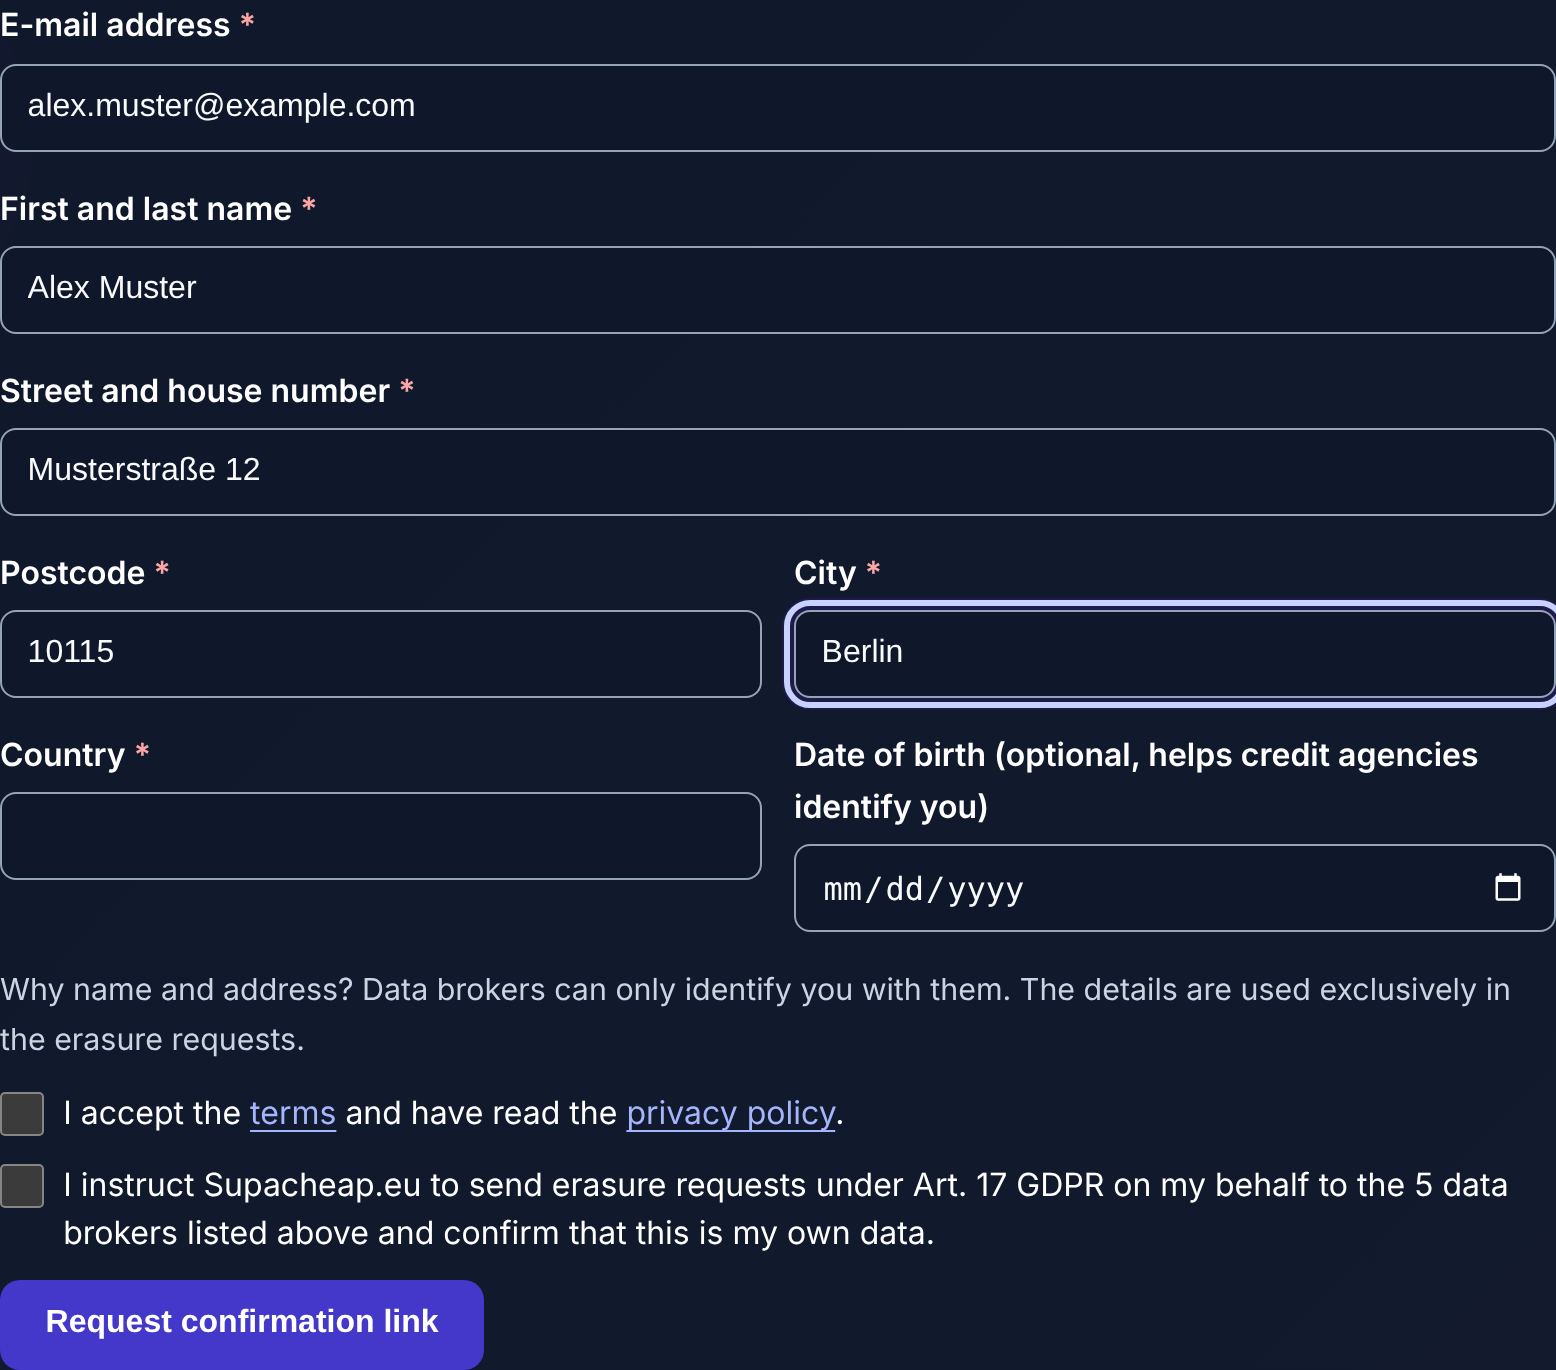 E-mail address *
alex.muster@example.com
First and last name *
Alex Muster
Street and house number *
Musterstraße 12
Postcode *
10115
City *
Berlin
Country *
Date of birth (optional, helps credit agencies
identify you)
mm/dd/yyyy
Why name and address? Data brokers can only identify you with them. The details are used exclusively in
the erasure requests.
I accept the terms and have read the privacy policy.
I instruct Supacheap.eu to send erasure requests under Art. 17 GDPR on my behalf to the 5 data
brokers listed above and confirm that this is my own data.
Request confirmation link